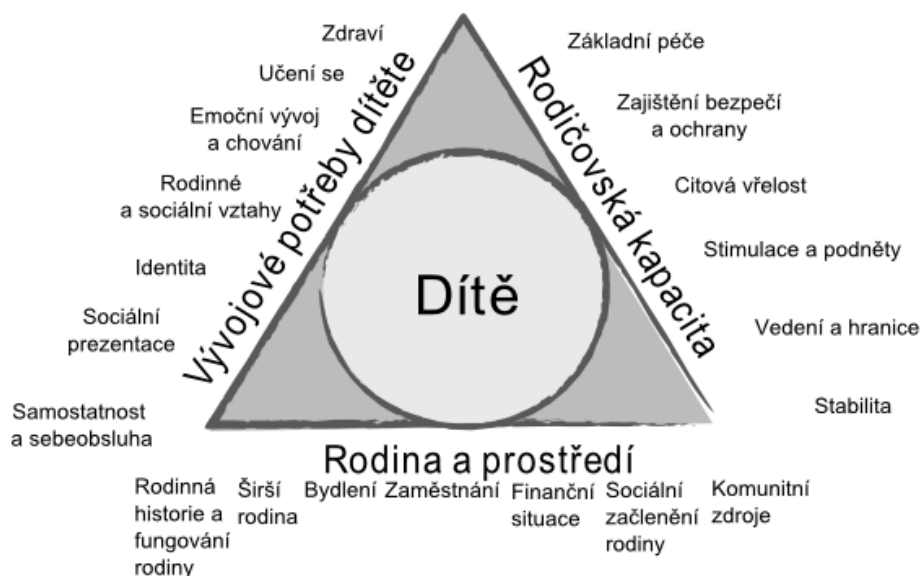 Zdraví
Učení se
Emoční vývoj
a chování
Rodinné
a sociální vztahy
Identita
Sociální
prezentace
Samostatnost
a sebeobsluha
Vývojové potřeby dítěte
Dítě
Rodičovská kapacita
Základní péče
Zajištění bezpečí
a ochrany
Citová vřelost
Stimulace a podněty
Vedení a hranice
Stabilita
Rodina a prostředí
Rodinná
historie a
fungování
rodiny
Širší
rodina
Bydlení
Zaměstnání
Finanční
situace
Sociální
začlenění
rodiny
Komunitní
zdroje